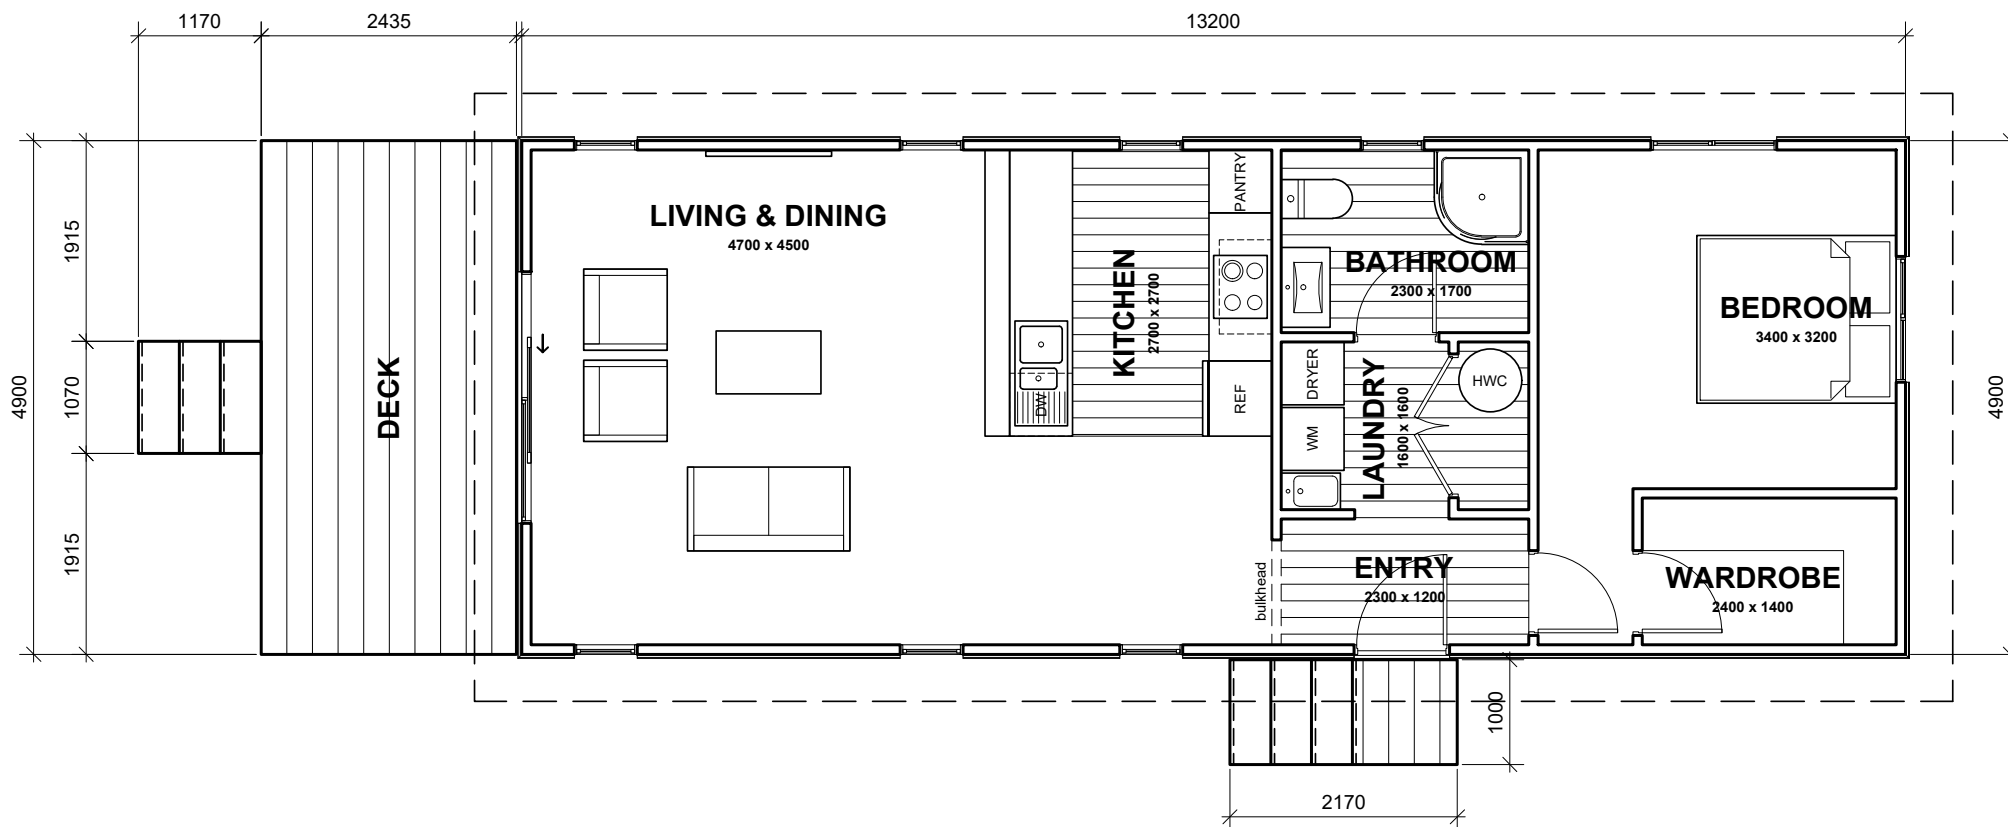 1170
2435
13200
4900
1915
1070
1915
DECK
LIVING & DINING
4700 x 4500
KITCHEN
2700 x 2700
PANTRY
REF
DW
BATHROOM
2300 x 1700
DRYER
WM
LAUNDRY
1600 x 1600
HWC
BEDROOM
3400 x 3200
4900
bulkhead
ENTRY
2300 x 1200
WARDROBE
2400 x 1400
1000
2170